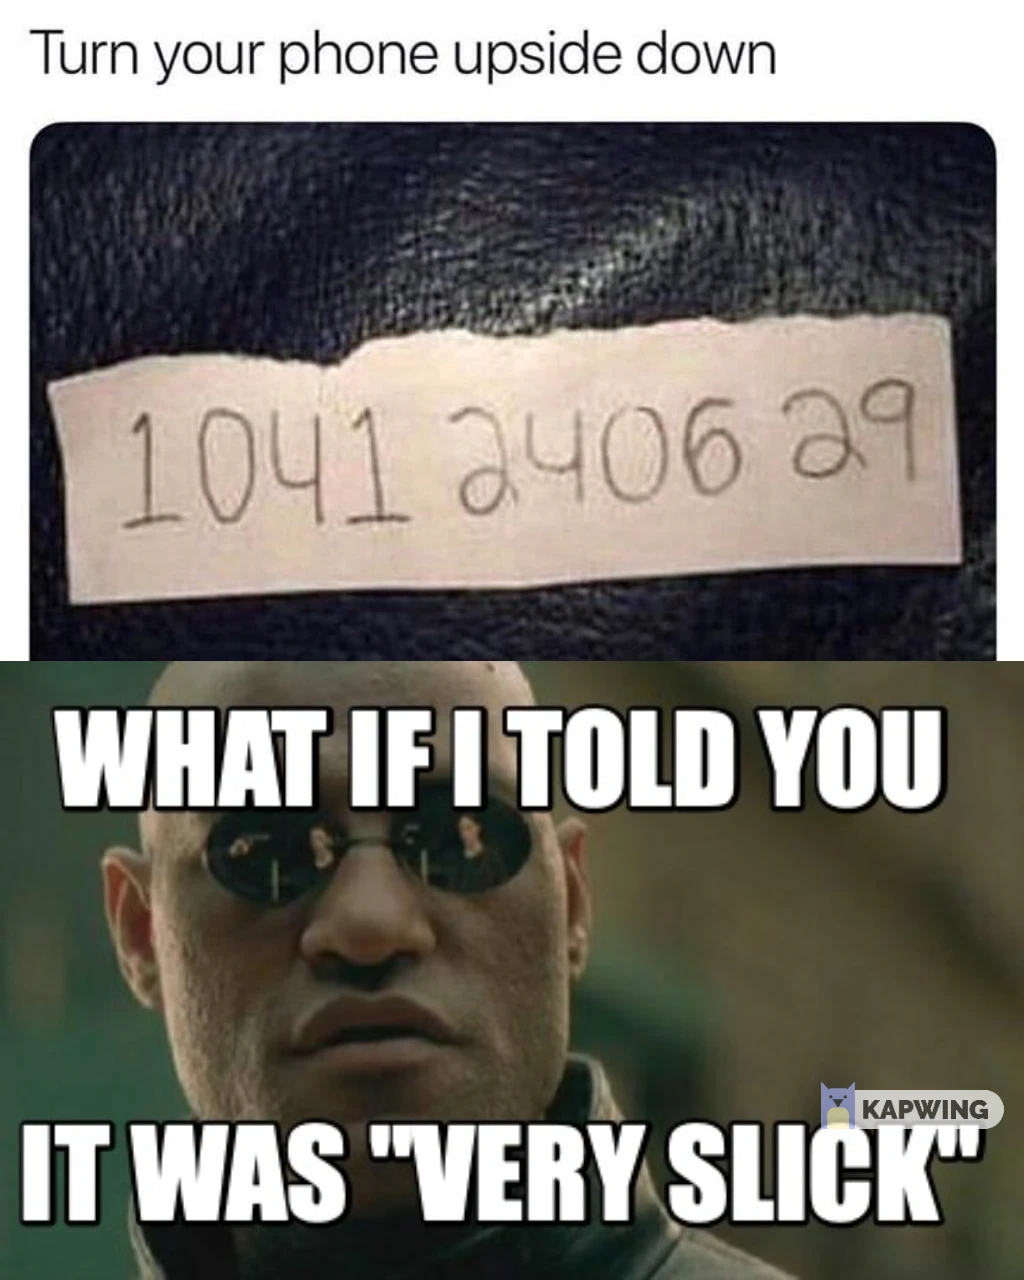 Turn your phone upside down
1041 2406 29
WHAT IF I TOLD YOU
KAPWING
IT WAS "VERY SLICK"